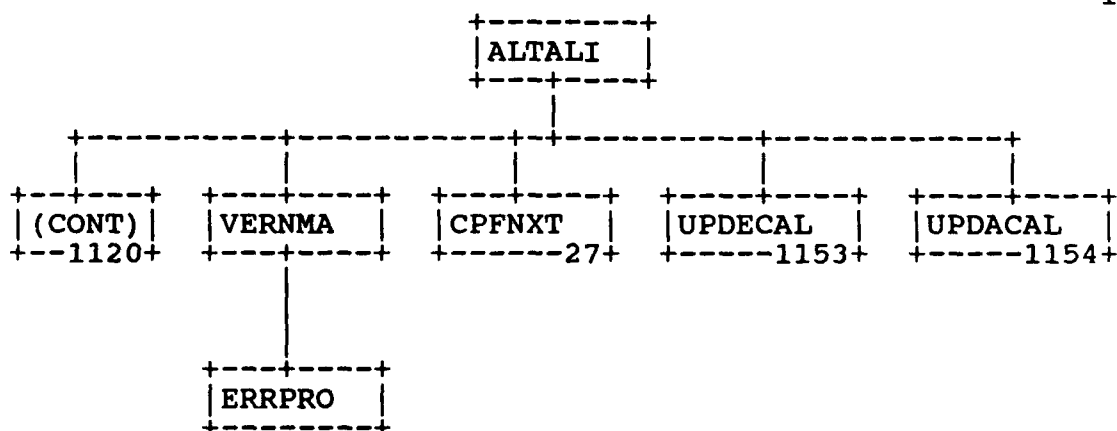 ALTALI
(CONT) VERNMA CPFNXT UPDECAL UPDACAL
1120 27 1153 1154
ERRPRO